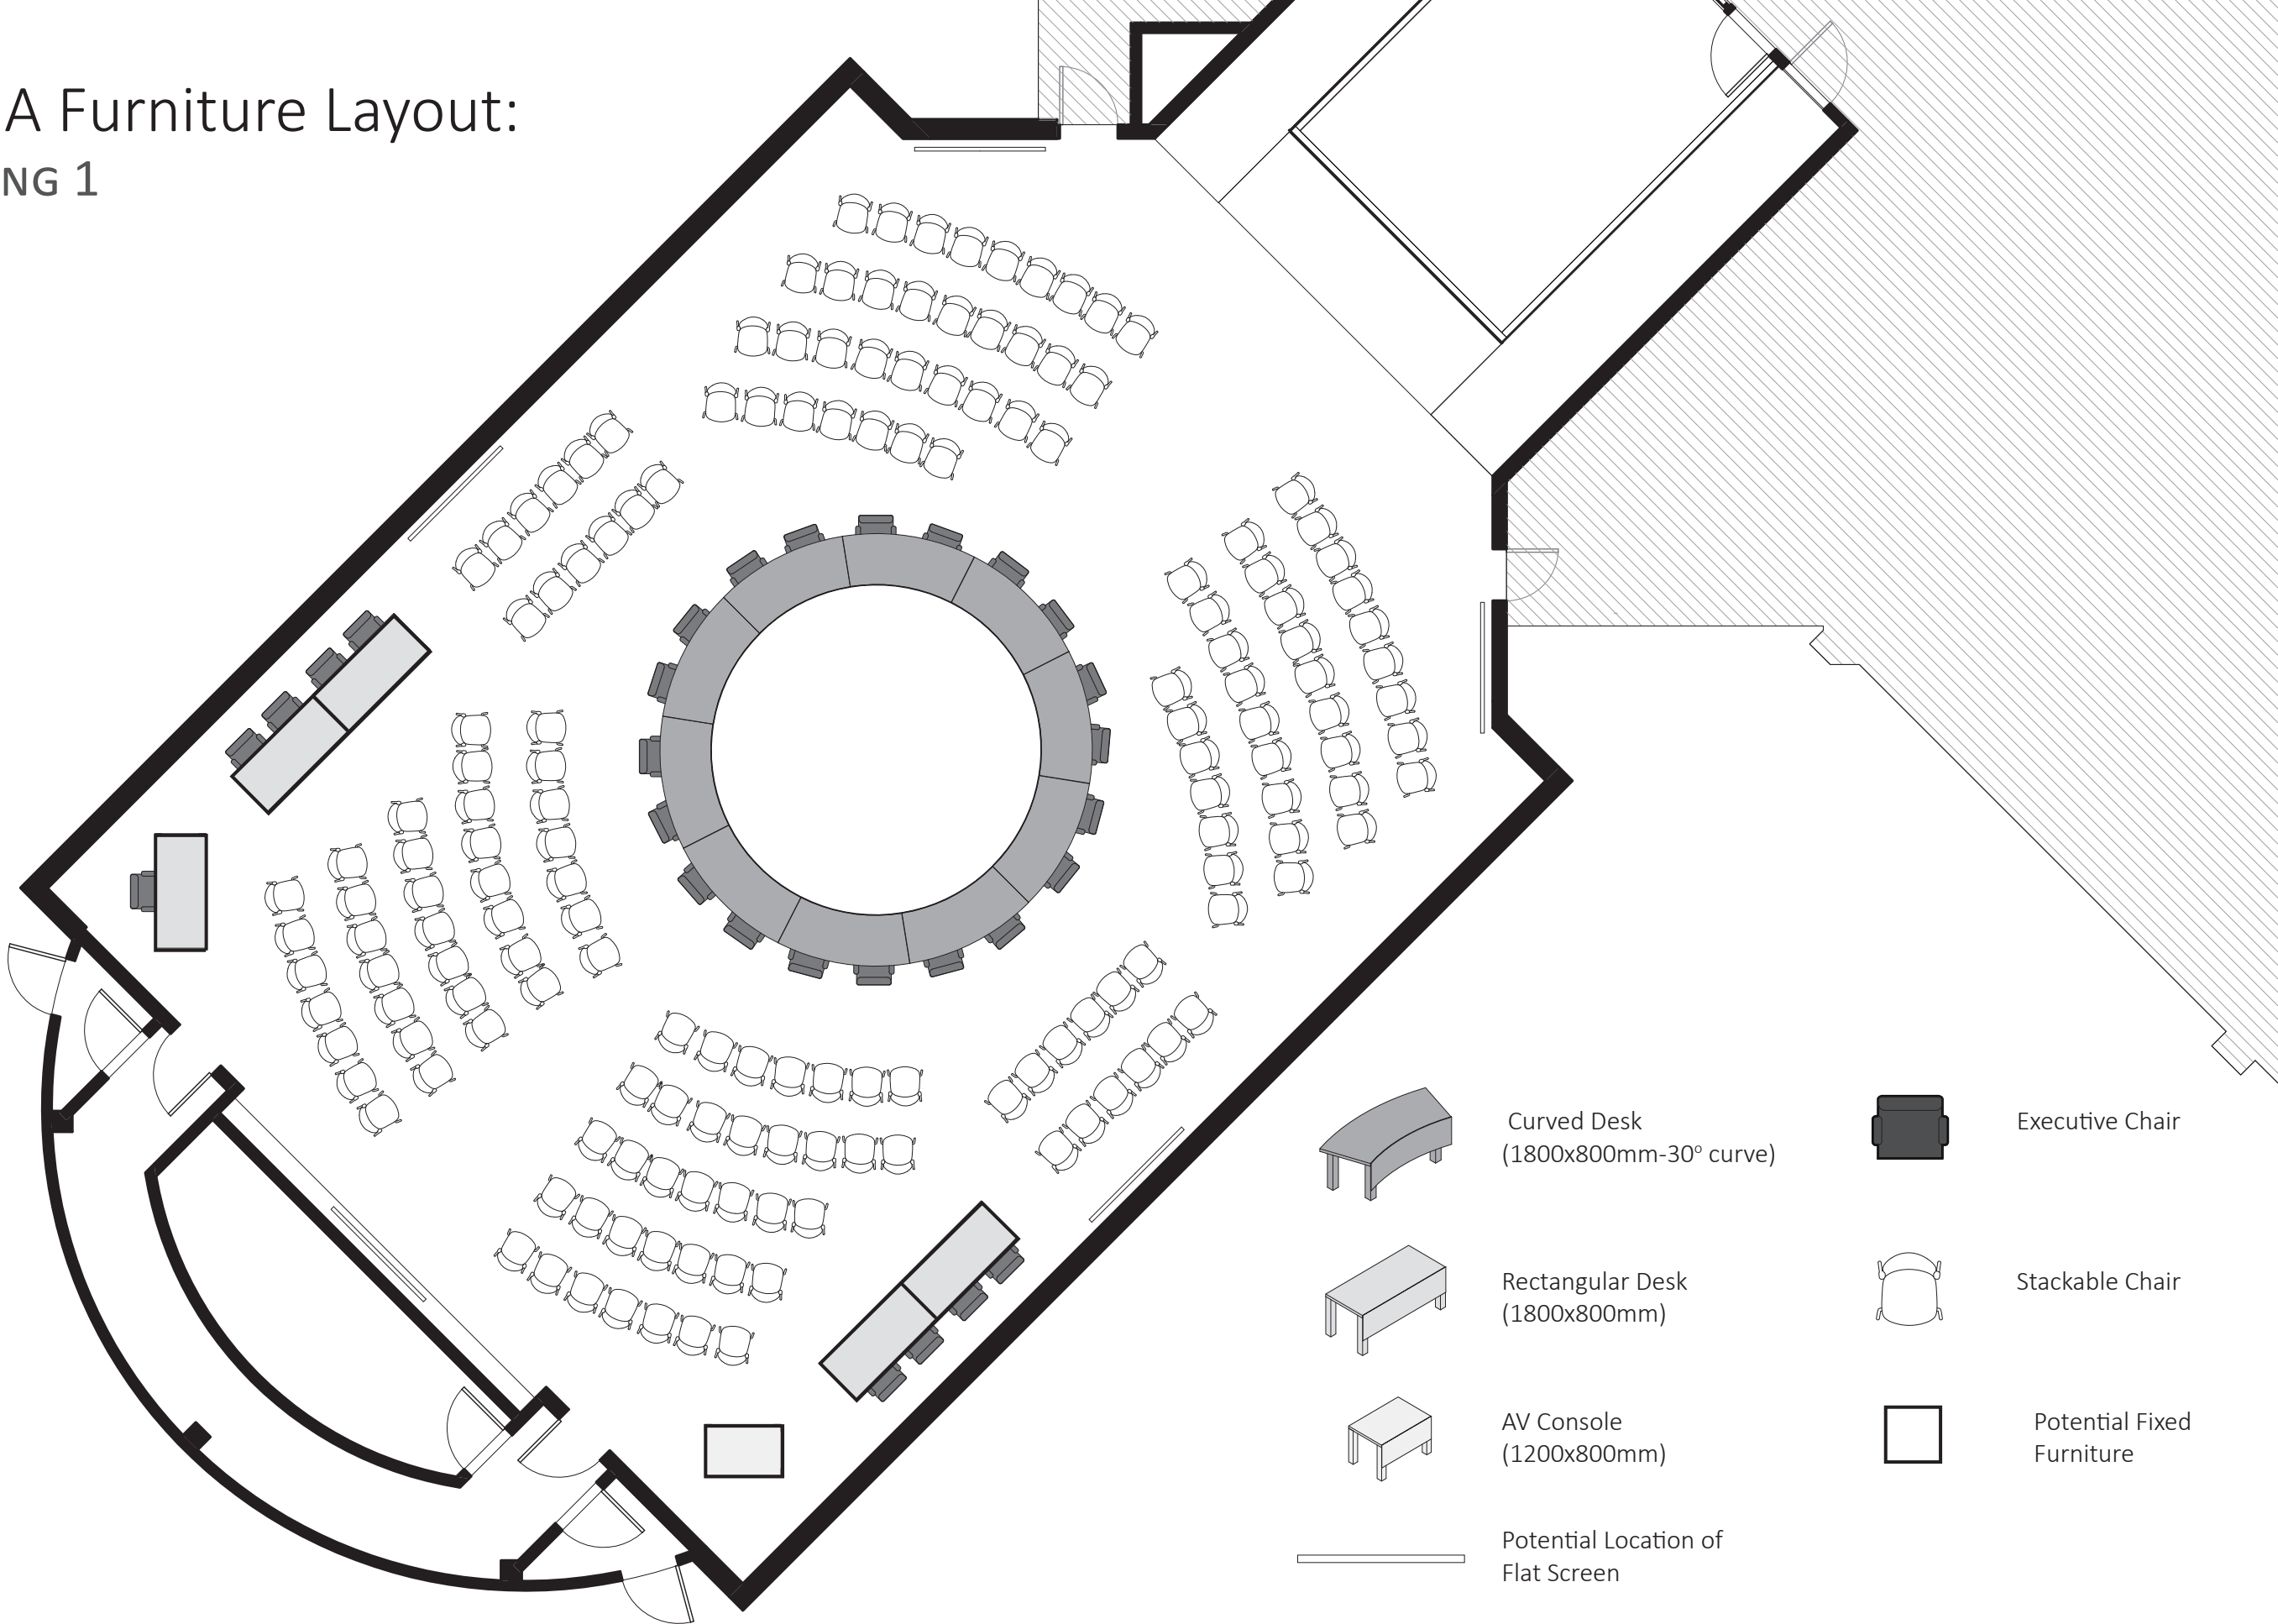 A Furniture Layout:
NG 1
Curved Desk
(1800x800mm-30° curve)
Executive Chair
Rectangular Desk
(1800x800mm)
Stackable Chair
AV Console
(1200x800mm)
Potential Fixed
Furniture
Potential Location of
Flat Screen